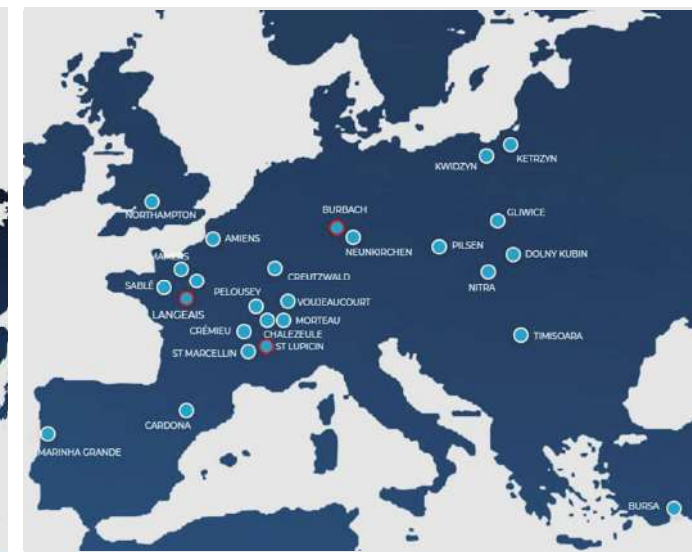 KETRZYN
KWIDZYN
BURBACH
NORTHAMPTON
GLIWICE
AMIENS
NEUNKIRCHEN
PILSEN
DOLNY KUBIN
MAMERS
CREUTZWALD
SABLÉ
NITRA
PELOUSEY
VOUJEAUCOURT
LANGEAIS
MORTEAU
CRÉMIEU
CHALEZEULE
TIMISOARA
ST LUPICIN
ST MARCELLIN
CARDONA
MARINHA GRANDE
BURSA